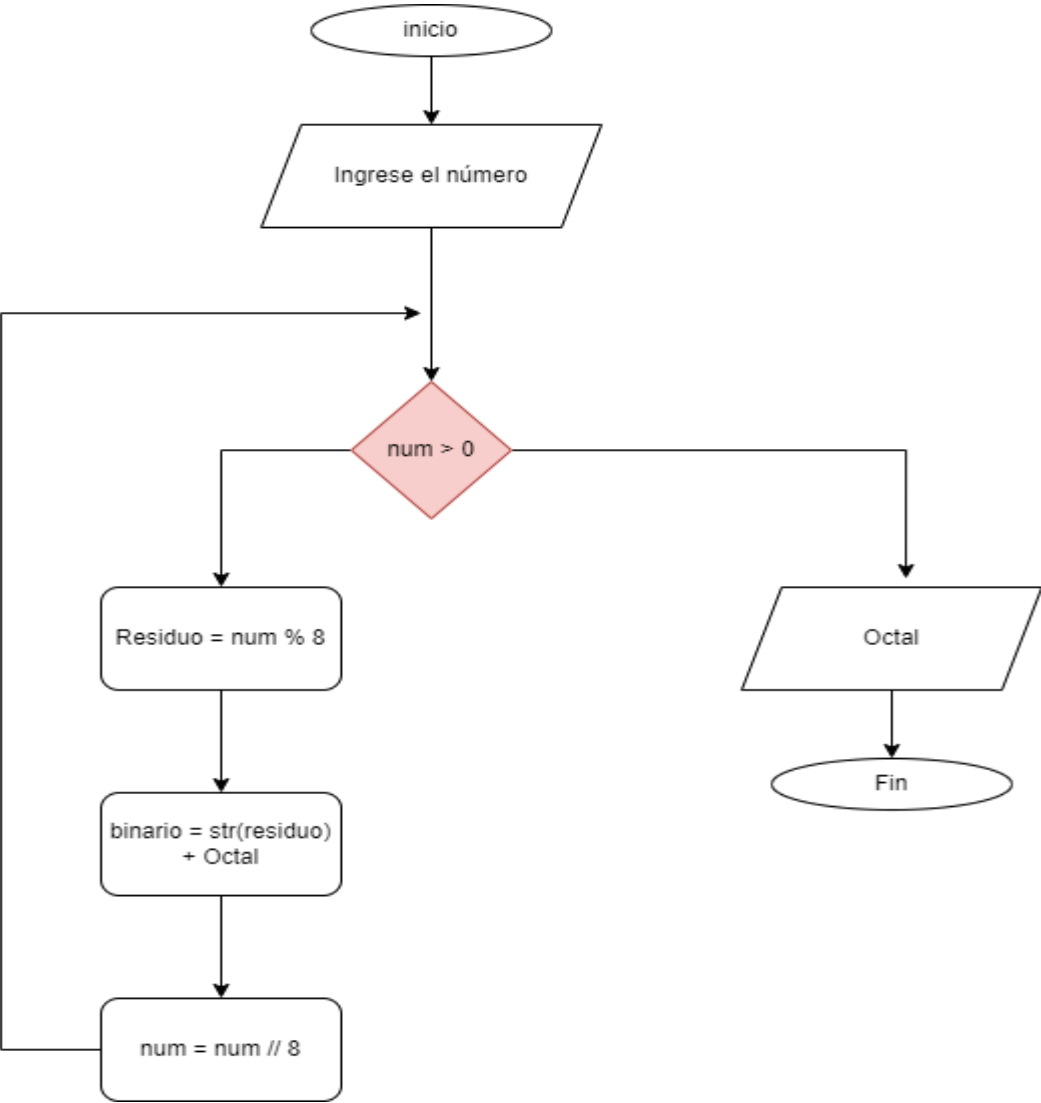 inicio
Ingrese el número
num > 0
Residuo = num % 8
Octal
binario = str(residuo)
+ Octal
Fin
num = num // 8